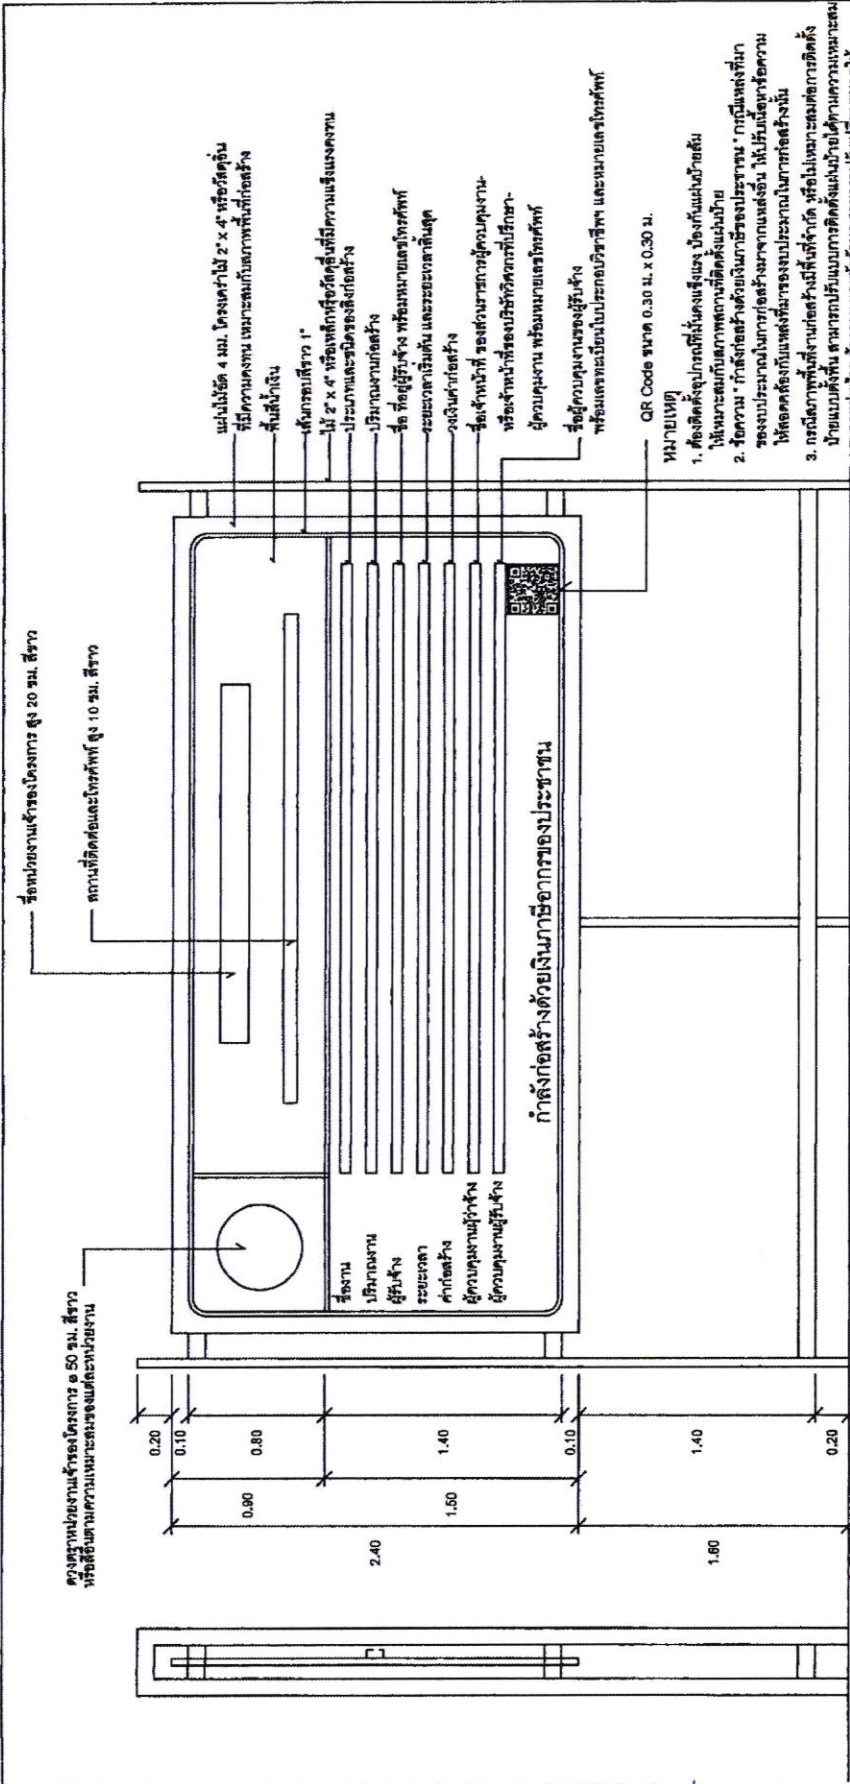 ดวงตราหน่วยงานเจ้าของโครงการ ø 50 ซม. สีขาว
หรือสีอื่นตามความเหมาะสมของแต่ละหน่วยงาน
ชื่อหน่วยงานเจ้าของโครงการ สูง 20 ซม. สีขาว
สถานที่ติดต่อและโทรศัพท์ สูง 10 ซม. สีขาว
แผ่นไม้อัด 4 มม. โครงเคร่าไม้ 2" x 4" หรือวัสดุอื่น
ที่มีความคงทน เหมาะสมกับสภาพพื้นที่ก่อสร้าง
พื้นสีน้ำเงิน
เส้นกรอบสีขาว 1"
ไม้ 2" x 4" หรือเหล็กหรือวัสดุอื่นที่มีความแข็งแรงคงทน
ประเภทและชนิดของสิ่งก่อสร้าง
ปริมาณงานก่อสร้าง
ชื่อ ที่อยู่ผู้รับจ้าง พร้อมหมายเลขโทรศัพท์
ระยะเวลาเริ่มต้น และระยะเวลาสิ้นสุด
วงเงินค่าก่อสร้าง
ชื่อเจ้าหน้าที่ ของส่วนราชการผู้ควบคุมงาน-
หรือเจ้าหน้าที่ของบริษัทวิศวกรที่ปรึกษา-
ผู้ควบคุมงาน พร้อมหมายเลขโทรศัพท์
ชื่อผู้ควบคุมงานของผู้รับจ้าง
พร้อมเลขทะเบียนใบประกอบวิชาชีพฯ และหมายเลขโทรศัพท์
QR Code ขนาด 0.30 ม. x 0.30 ม.
ชื่องาน
ปริมาณงาน
ผู้รับจ้าง
ระยะเวลา
ค่าก่อสร้าง
ผู้ควบคุมงานผู้ว่าจ้าง
ผู้ควบคุมงานผู้รับจ้าง
กำลังก่อสร้างด้วยเงินภาษีอากรของประชาชน
0.20
0.10
0.80
1.40
0.10
1.40
0.20
0.90
1.50
2.40
1.60
หมายเหตุ
1. ต้องติดตั้งอุปกรณ์ที่มั่นคงแข็งแรง ป้องกันแผ่นป้ายล้ม
ให้เหมาะสมกับสภาพสถานที่ติดตั้งแผ่นป้าย
2. ข้อความ " กำลังก่อสร้างด้วยเงินภาษีของประชาชน " กรณีแหล่งที่มา
ของงบประมาณในการก่อสร้างมาจากแหล่งอื่น ให้ปรับเนื้อหาข้อความ
ให้สอดคล้องกับแหล่งที่มาของงบประมาณในการก่อสร้างนั้น
3. กรณีสภาพพื้นที่งานก่อสร้างมีพื้นที่จำกัด หรือไม่เหมาะสมต่อการติดตั้ง
ป้ายแบบตั้งพื้น สามารถปรับแบบการติดตั้งแผ่นป้ายได้ตามความเหมาะสม